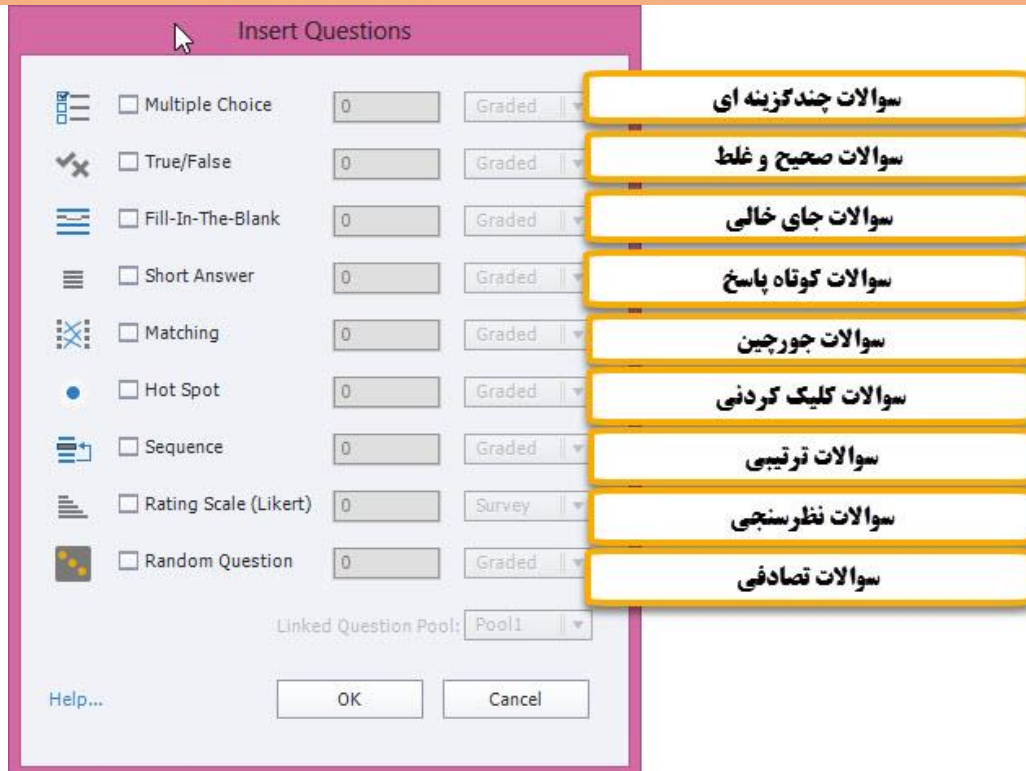 Insert Questions
Multiple Choice 0 Graded سوالات چندگزینه ای
True/False 0 Graded سوالات صحیح و غلط
Fill-In-The-Blank 0 Graded سوالات جای خالی
Short Answer 0 Graded سوالات کوتاه پاسخ
Matching 0 Graded سوالات جورچین
Hot Spot 0 Graded سوالات کلیک کردنی
Sequence 0 Graded سوالات ترتیبی
Rating Scale (Likert) 0 Survey سوالات نظرسنجی
Random Question 0 Graded سوالات تصادفی
Linked Question Pool: Pool1
Help... OK Cancel